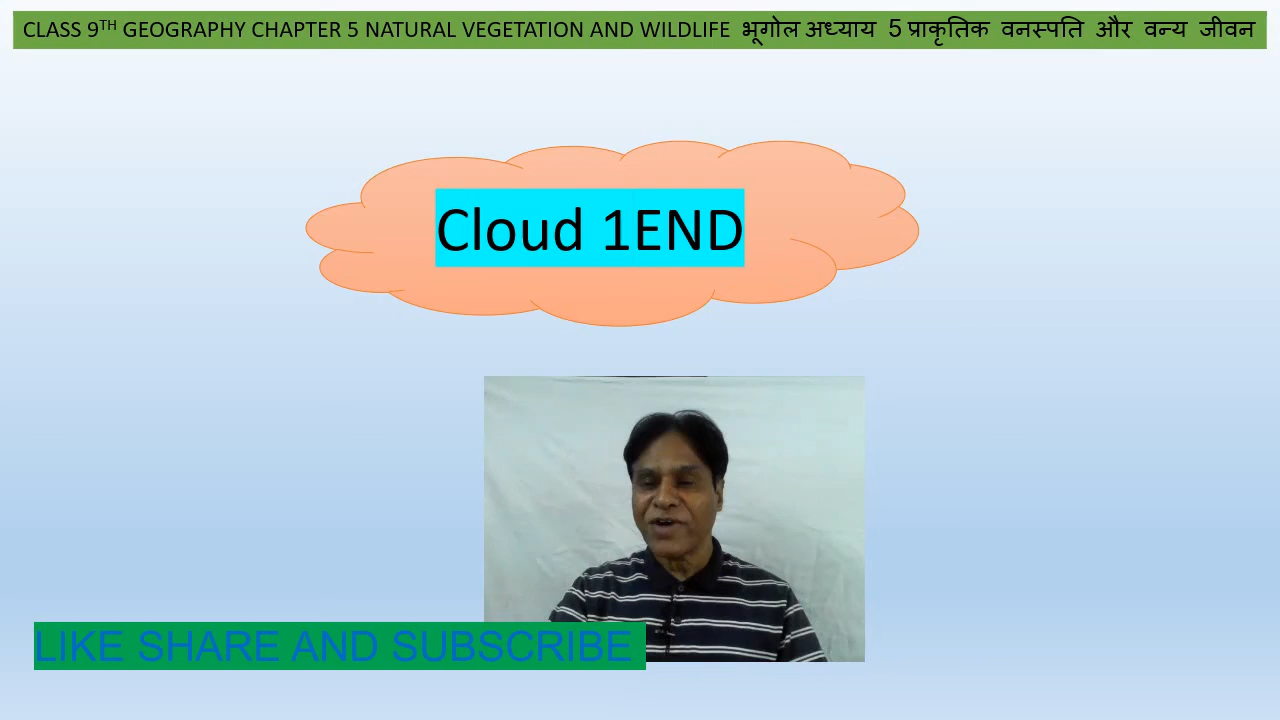 CLASS 9TH GEOGRAPHY CHAPTER 5 NATURAL VEGETATION AND WILDLIFE भूगोल अध्याय 5 प्राकृतिक वनस्पति और वन्य जीवन
Cloud 1END
LIKE SHARE AND SUBSCRIBE